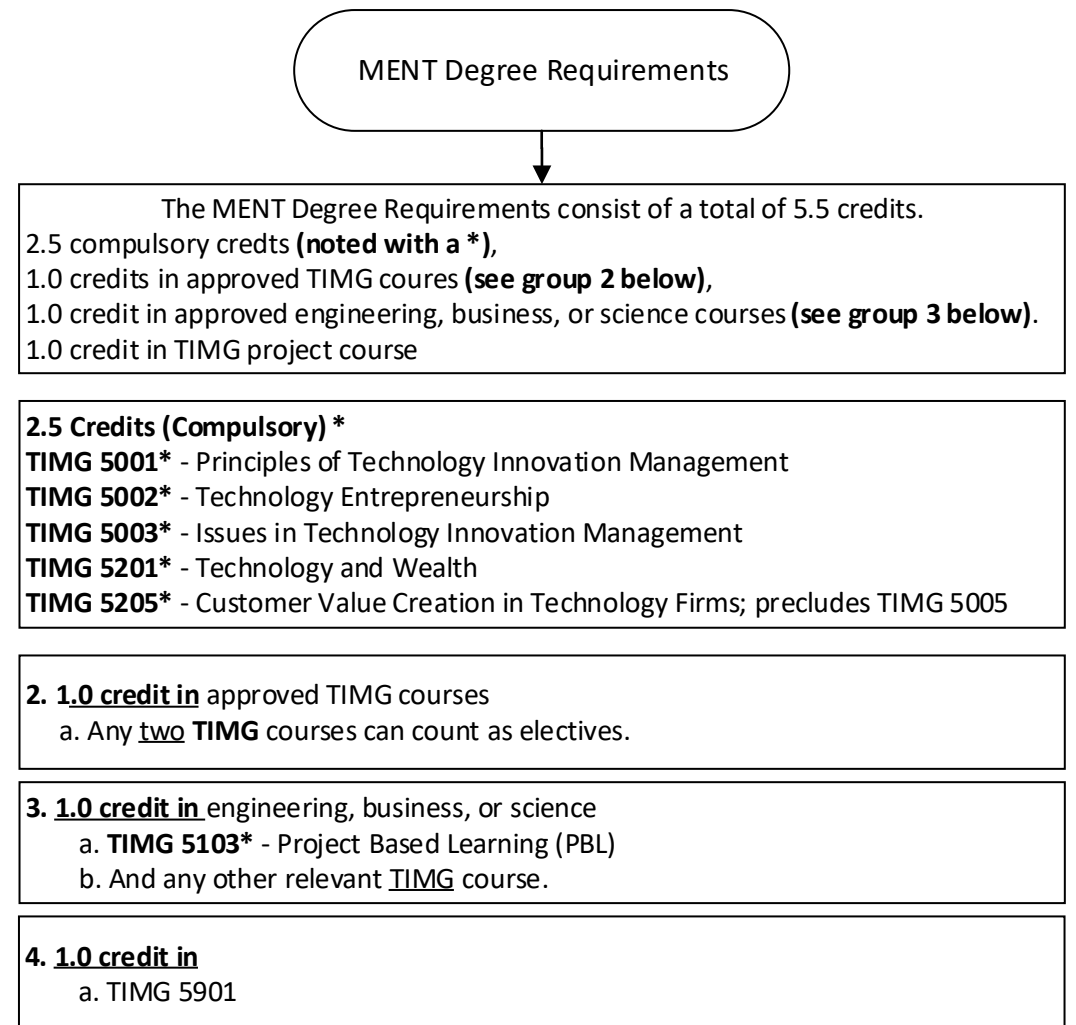 MENT Degree Requirements
The MENT Degree Requirements consist of a total of 5.5 credits.
2.5 compulsory credts (noted with a *),
1.0 credits in approved TIMG coures (see group 2 below),
1.0 credit in approved engineering, business, or science courses (see group 3 below).
1.0 credit in TIMG project course
2.5 Credits (Compulsory) *
TIMG 5001* - Principles of Technology Innovation Management
TIMG 5002* - Technology Entrepreneurship
TIMG 5003* - Issues in Technology Innovation Management
TIMG 5201* - Technology and Wealth
TIMG 5205* - Customer Value Creation in Technology Firms; precludes TIMG 5005
2. 1.0 credit in approved TIMG courses
a. Any two TIMG courses can count as electives.
3. 1.0 credit in engineering, business, or science
a. TIMG 5103* - Project Based Learning (PBL)
b. And any other relevant TIMG course.
4. 1.0 credit in
a. TIMG 5901